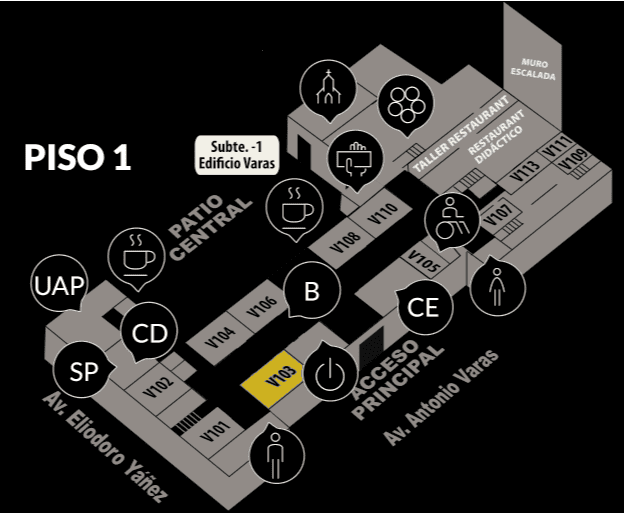 MURO
ESCALADA
PISO 1
Subte. -1
Edificio Varas
TALLER RESTAURANT
RESTAURANT
DIDÁCTICO
V111
V109
V113
PATIO
CENTRAL
V110
V108
V107
V105
UAP
B
CE
V106
V104
CD
SP
V103
V102
V101
ACCESO
PRINCIPAL
Av. Antonio Varas
Av. Eliodoro Yáñez